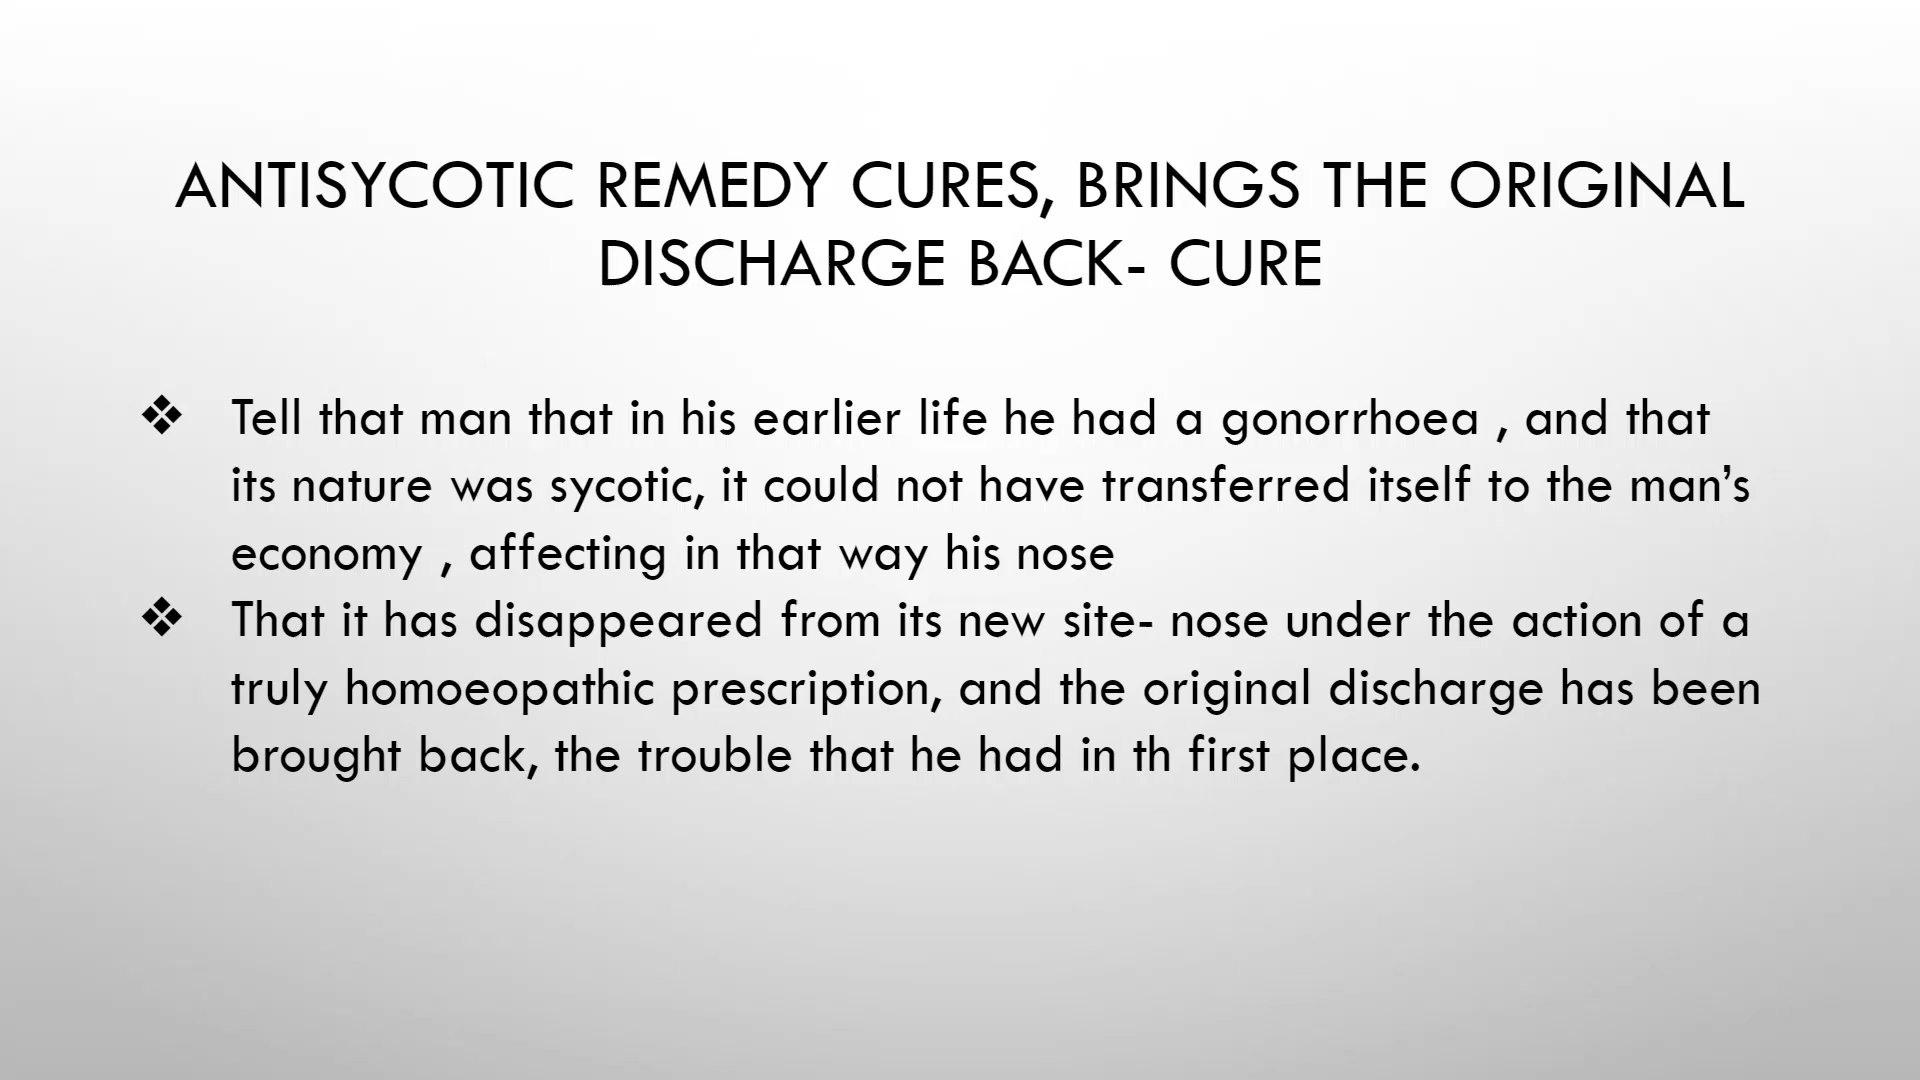 ANTISYCOTIC REMEDY CURES, BRINGS THE ORIGINAL
DISCHARGE BACK- CURE
❖ Tell that man that in his earlier life he had a gonorrhoea , and that
its nature was sycotic, it could not have transferred itself to the man’s
economy , affecting in that way his nose
❖ That it has disappeared from its new site- nose under the action of a
truly homoeopathic prescription, and the original discharge has been
brought back, the trouble that he had in th first place.